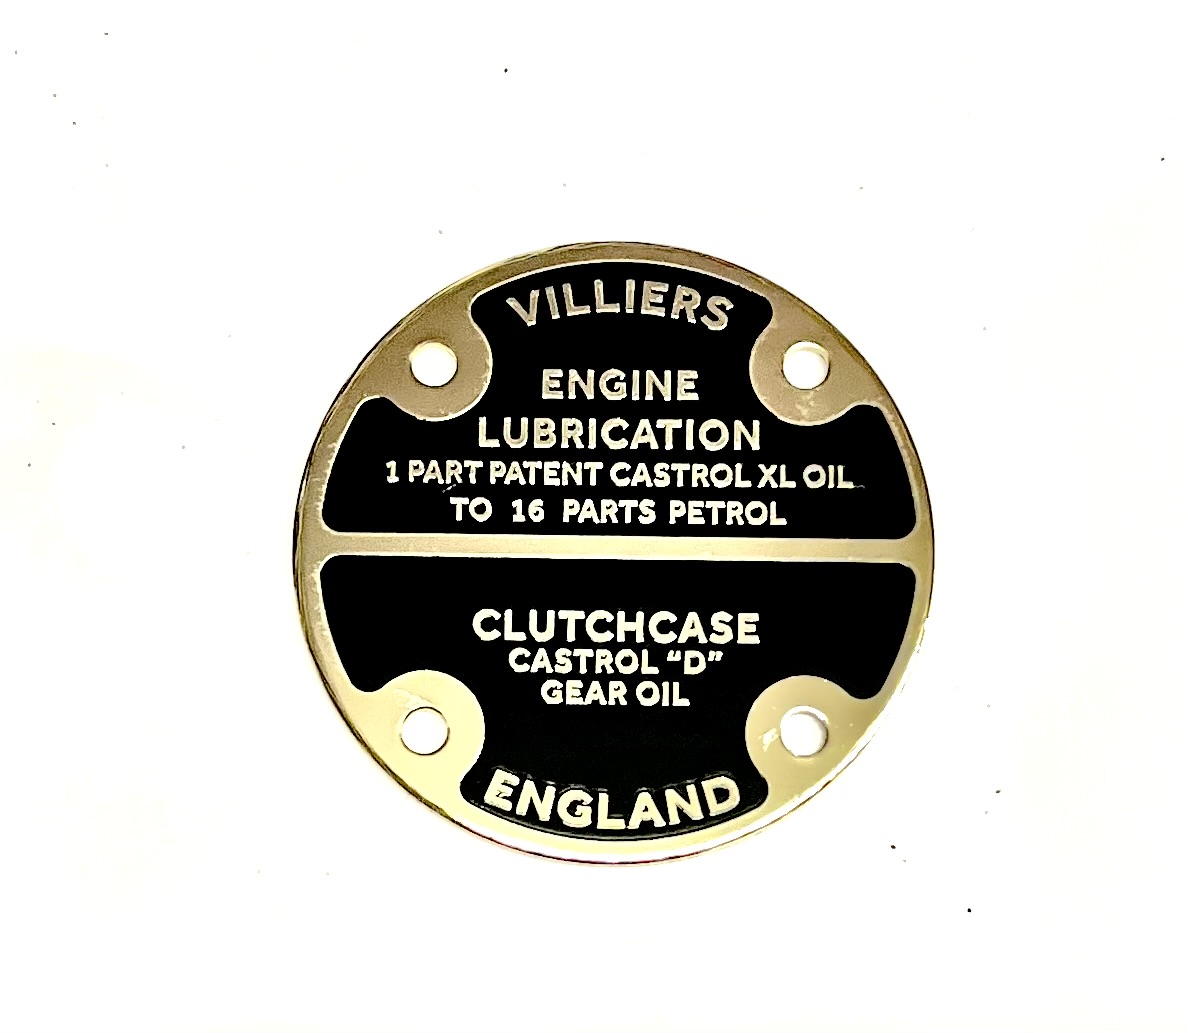 VILLIERS
ENGINE
LUBRICATION
1 PART PATENT CASTROL XL OIL
TO 16 PARTS PETROL
CLUTCHCASE
CASTROL “D”
GEAR OIL
ENGLAND